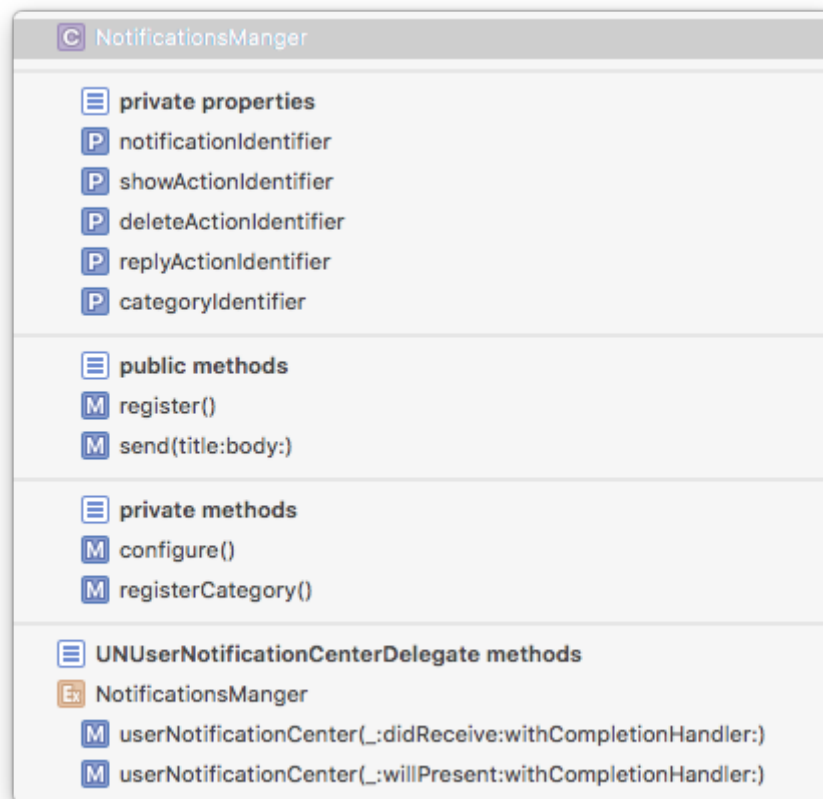 C NotificationsManger
private properties
P notificationIdentifier
P showActionIdentifier
P deleteActionIdentifier
P replyActionIdentifier
P categoryIdentifier
public methods
M register()
M send(title:body:)
private methods
M configure()
M registerCategory()
UNUserNotificationCenterDelegate methods
Ex NotificationsManger
M userNotificationCenter(_:didReceive:withCompletionHandler:)
M userNotificationCenter(_:willPresent:withCompletionHandler:)